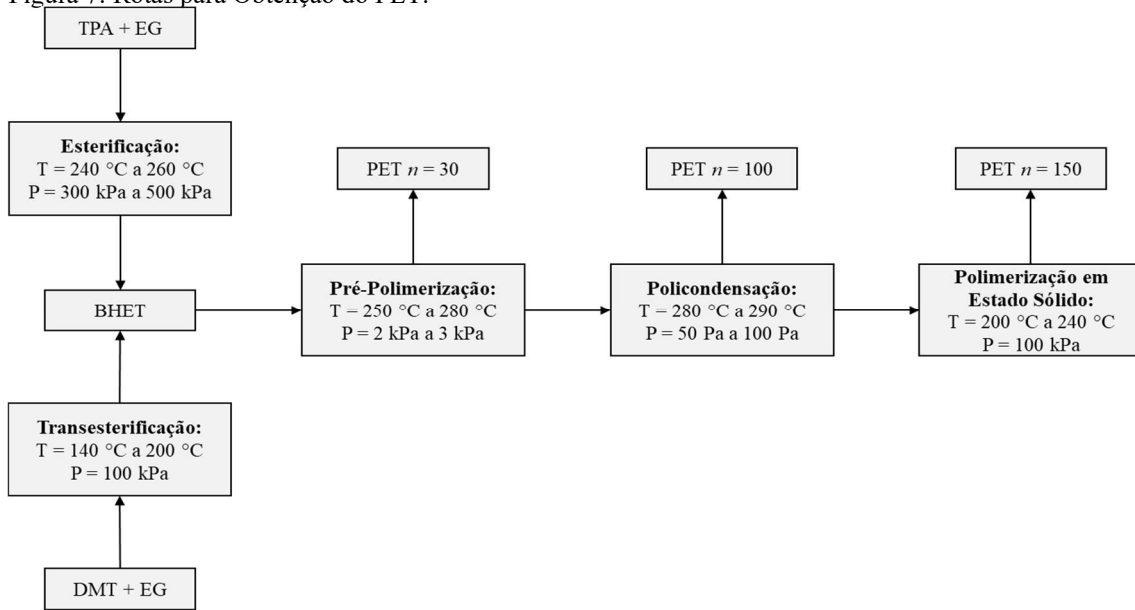 Figura 7: Rotas para Obtenção do PET.
TPA + EG
Esterificação:
T = 240 °C a 260 °C
P = 300 kPa a 500 kPa
PET n = 30
PET n = 100
PET n = 150
BHET
Pré-Polimerização:
T = 250 °C a 280 °C
P = 2 kPa a 3 kPa
Policondensação:
T = 280 °C a 290 °C
P = 50 Pa a 100 Pa
Polimerização em
Estado Sólido:
T = 200 °C a 240 °C
P = 100 kPa
Transesterificação:
T = 140 °C a 200 °C
P = 100 kPa
DMT + EG